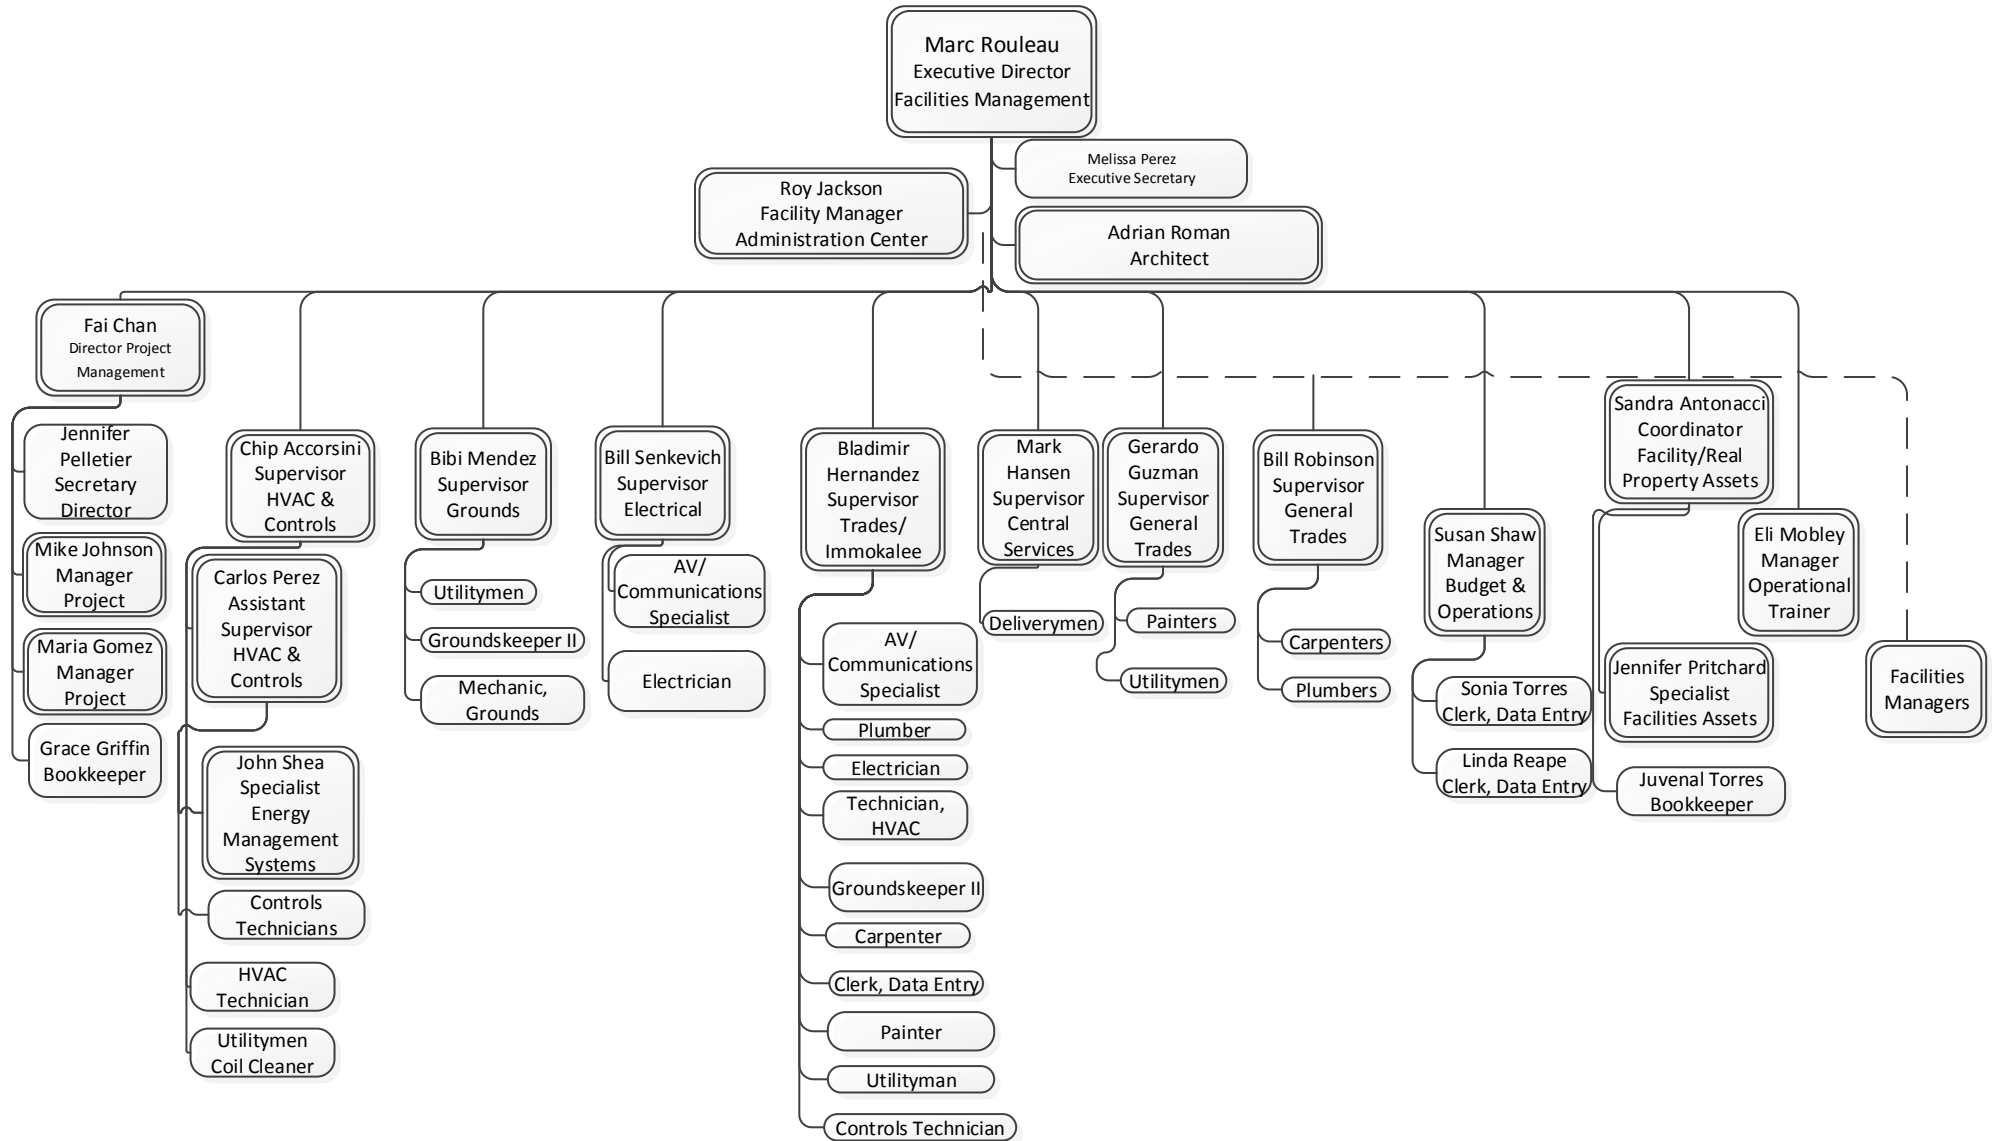 Marc Rouleau
Executive Director
Facilities Management
Melissa Perez
Executive Secretary
Roy Jackson
Facility Manager
Administration Center
Adrian Roman
Architect
Fai Chan
Director Project
Management
Jennifer
Pelletier
Secretary
Director
Mike Johnson
Manager
Project
Maria Gomez
Manager
Project
Grace Griffin
Bookkeeper
Chip Accorsini
Supervisor
HVAC &
Controls
Carlos Perez
Assistant
Supervisor
HVAC &
Controls
John Shea
Specialist
Energy
Management
Systems
Controls
Technicians
HVAC
Technician
Utilitymen
Coil Cleaner
Bibi Mendez
Supervisor
Grounds
Utilitymen
Groundskeeper II
Mechanic,
Grounds
Bill Senkevich
Supervisor
Electrical
AV/
Communications
Specialist
Electrician
Bladimir
Hernandez
Supervisor
Trades/
Immokalee
AV/
Communications
Specialist
Plumber
Electrician
Technician,
HVAC
Groundskeeper II
Carpenter
Clerk, Data Entry
Painter
Utilityman
Controls Technician
Mark
Hansen
Supervisor
Central
Services
Deliverymen
Gerardo
Guzman
Supervisor
General
Trades
Painters
Utilitymen
Bill Robinson
Supervisor
General
Trades
Carpenters
Plumbers
Susan Shaw
Manager
Budget &
Operations
Sonia Torres
Clerk, Data Entry
Linda Reape
Clerk, Data Entry
Sandra Antonacci
Coordinator
Facility/Real
Property Assets
Jennifer Pritchard
Specialist
Facilities Assets
Juvenal Torres
Bookkeeper
Eli Mobley
Manager
Operational
Trainer
Facilities
Managers